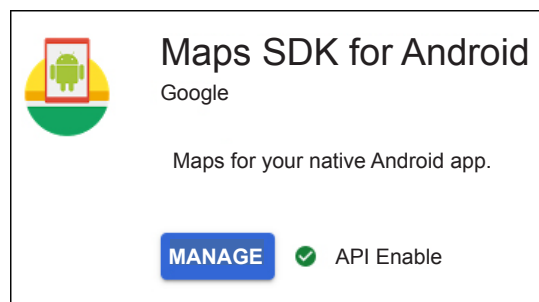 Maps SDK for Android
Google
Maps for your native Android app.
MANAGE API Enable